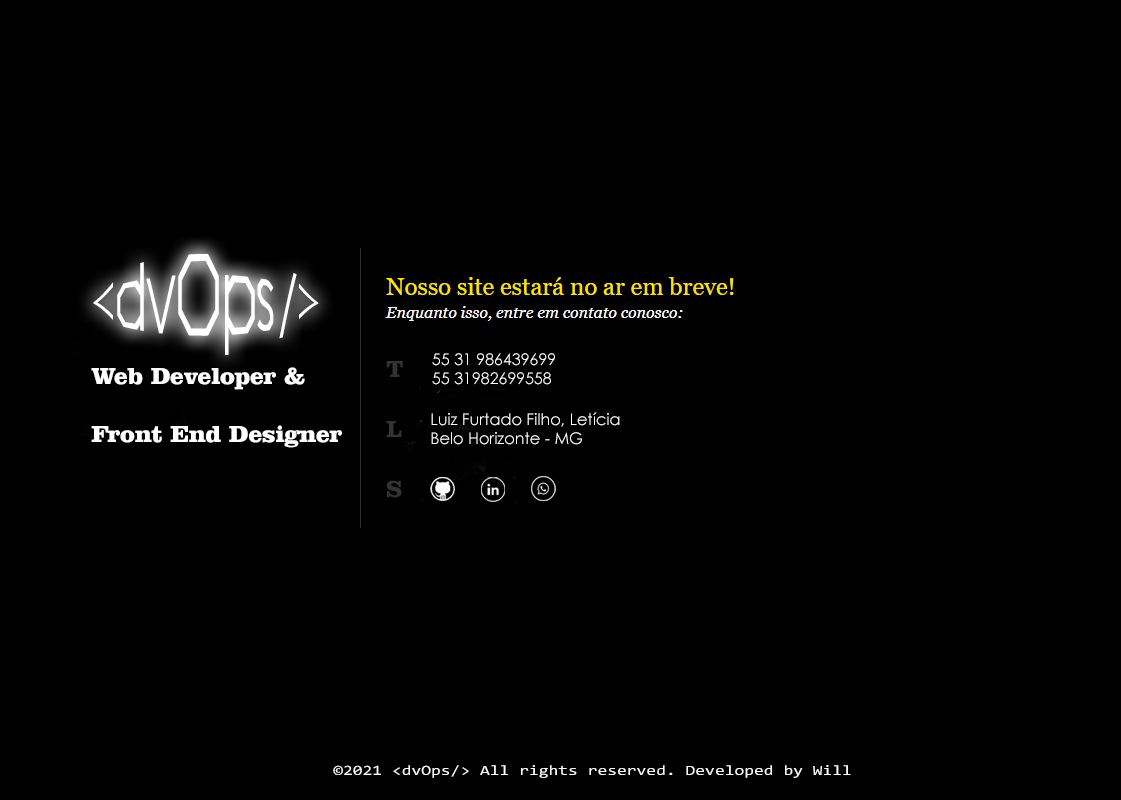 <dvOps/>
Web Developer &
Front End Designer
Nosso site estará no ar em breve!
Enquanto isso, entre em contato conosco:
T
55 31 986439699
55 31982699558
L
Luiz Furtado Filho, Letícia
Belo Horizonte - MG
S
in
©2021 <dvOps/> All rights reserved. Developed by Will